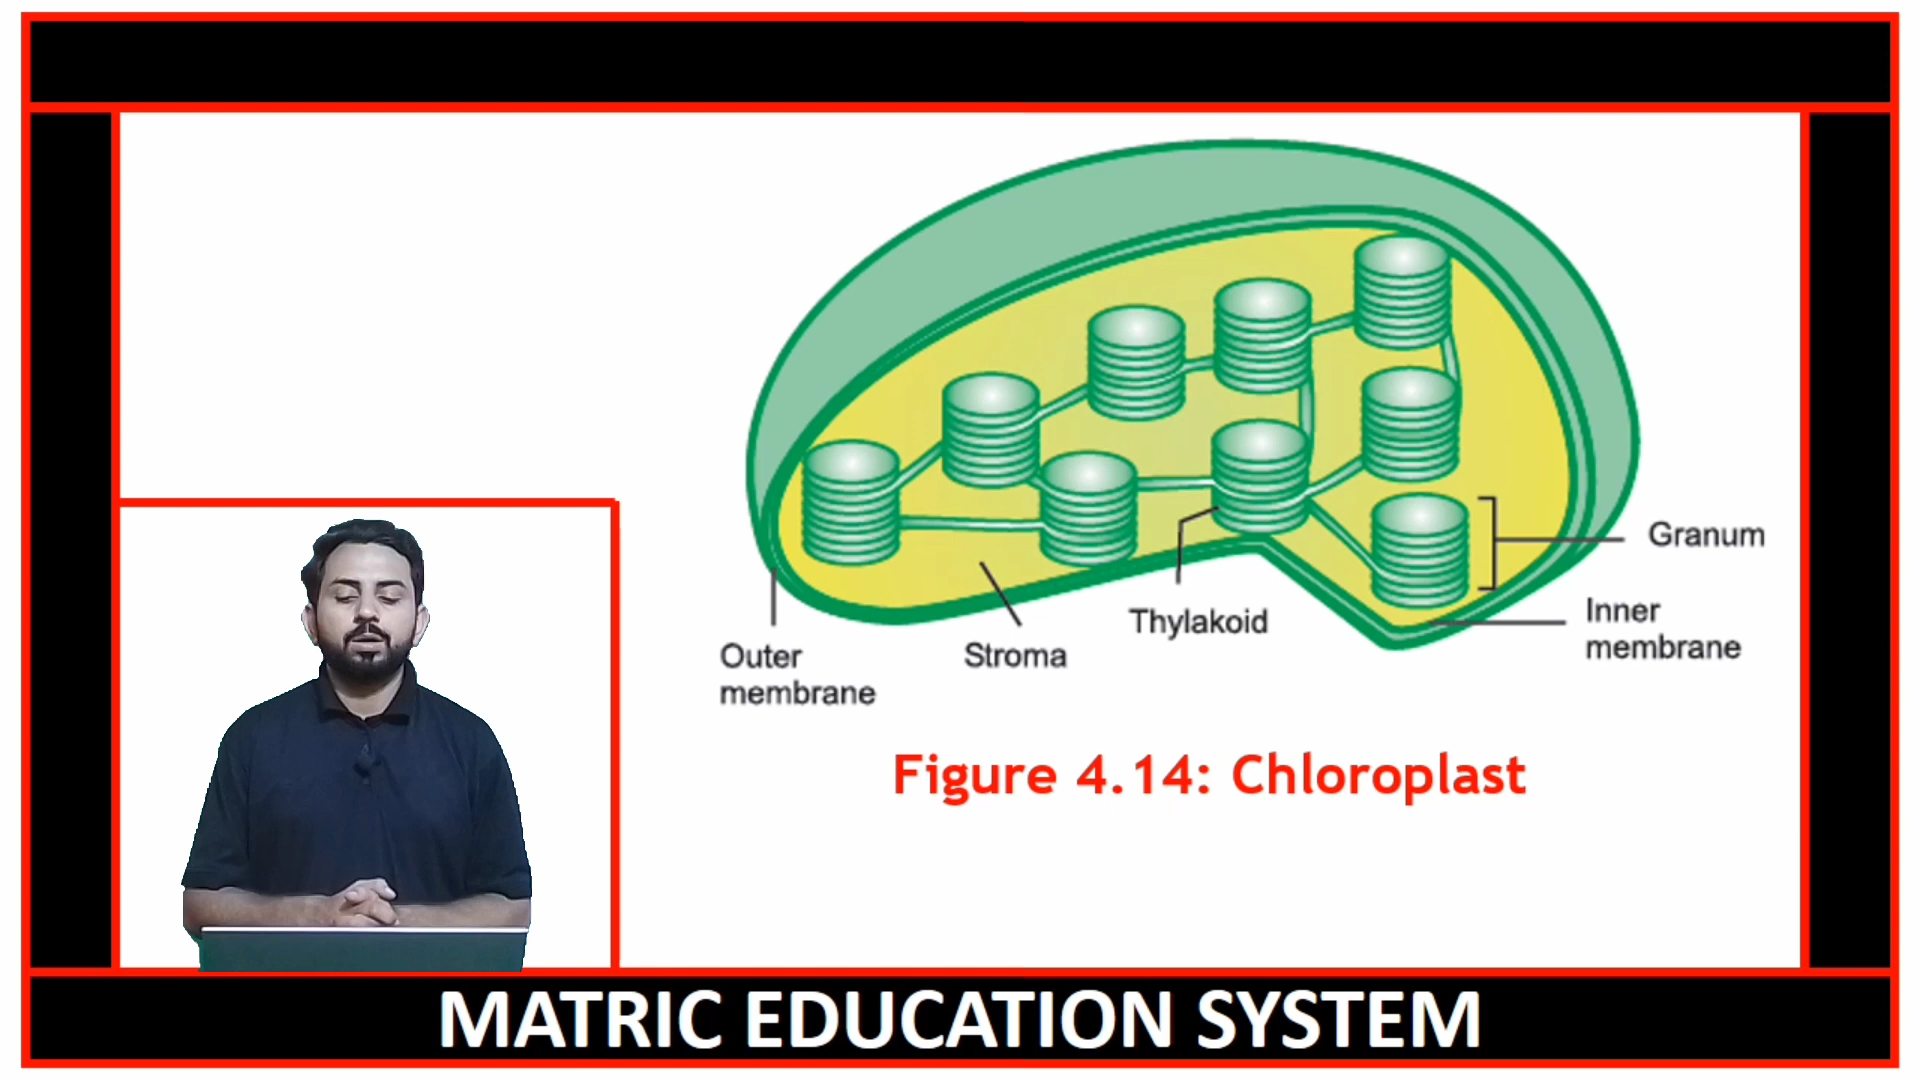 Granum
Inner
membrane
Thylakoid
Stroma
Outer
membrane
Figure 4.14: Chloroplast
MATRIC EDUCATION SYSTEM